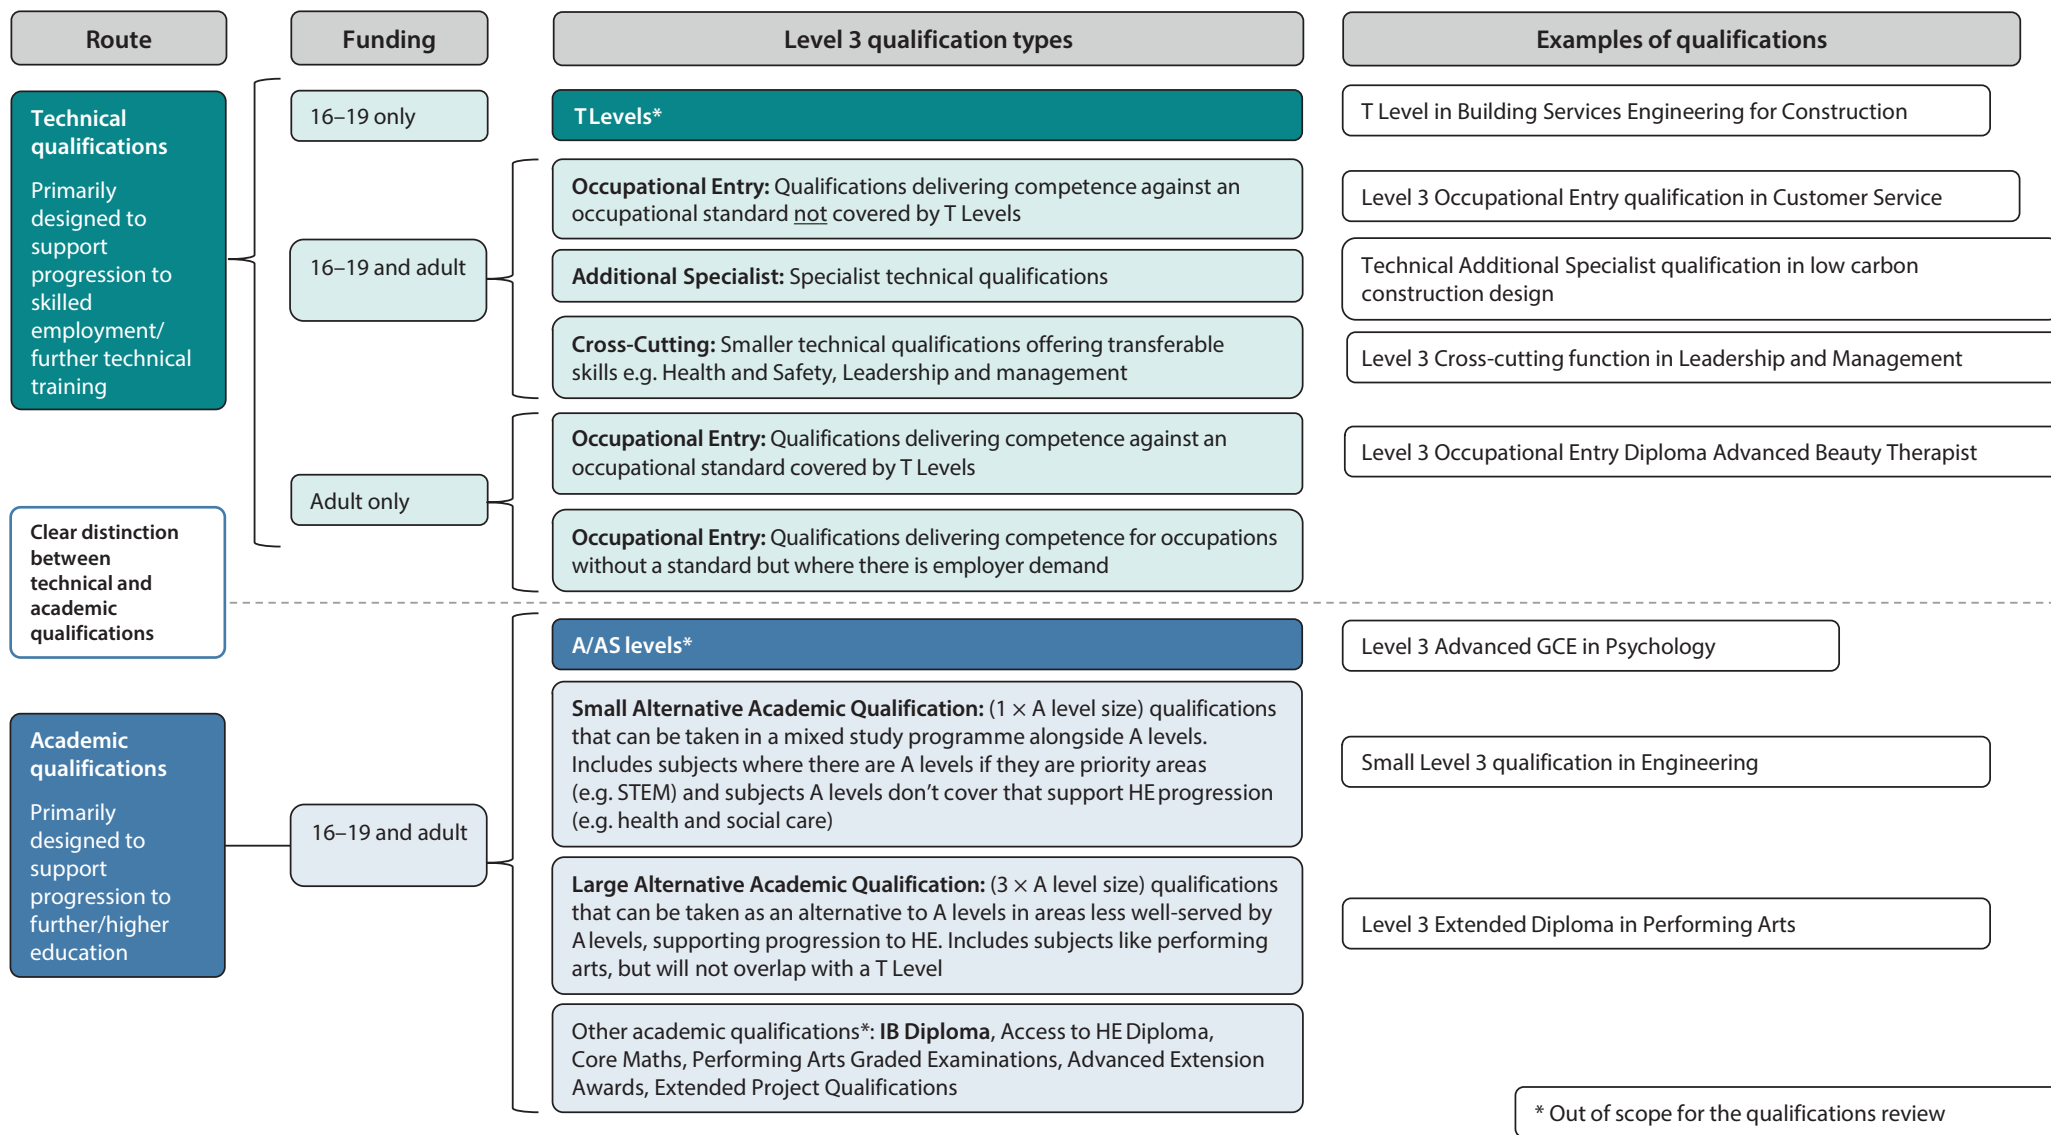 Route
Funding
Level 3 qualification types
Examples of qualifications
Technical
qualifications
Primarily
designed to
support
progression to
skilled
employment/
further technical
training
16–19 only
T Levels*
T Level in Building Services Engineering for Construction
16–19 and adult
Occupational Entry: Qualifications delivering competence against an
occupational standard not covered by T Levels
Level 3 Occupational Entry qualification in Customer Service
Additional Specialist: Specialist technical qualifications
Technical Additional Specialist qualification in low carbon
construction design
Cross-Cutting: Smaller technical qualifications offering transferable
skills e.g. Health and Safety, Leadership and management
Level 3 Cross-cutting function in Leadership and Management
Adult only
Occupational Entry: Qualifications delivering competence against an
occupational standard covered by T Levels
Level 3 Occupational Entry Diploma Advanced Beauty Therapist
Occupational Entry: Qualifications delivering competence for occupations
without a standard but where there is employer demand
Clear distinction
between
technical and
academic
qualifications
Academic
qualifications
Primarily
designed to
support
progression to
further/higher
education
16–19 and adult
A/AS levels*
Level 3 Advanced GCE in Psychology
Small Alternative Academic Qualification: (1 × A level size) qualifications
that can be taken in a mixed study programme alongside A levels.
Includes subjects where there are A levels if they are priority areas
(e.g. STEM) and subjects A levels don’t cover that support HE progression
(e.g. health and social care)
Small Level 3 qualification in Engineering
Large Alternative Academic Qualification: (3 × A level size) qualifications
that can be taken as an alternative to A levels in areas less well-served by
A levels, supporting progression to HE. Includes subjects like performing
arts, but will not overlap with a T Level
Level 3 Extended Diploma in Performing Arts
Other academic qualifications*: IB Diploma, Access to HE Diploma,
Core Maths, Performing Arts Graded Examinations, Advanced Extension
Awards, Extended Project Qualifications
* Out of scope for the qualifications review